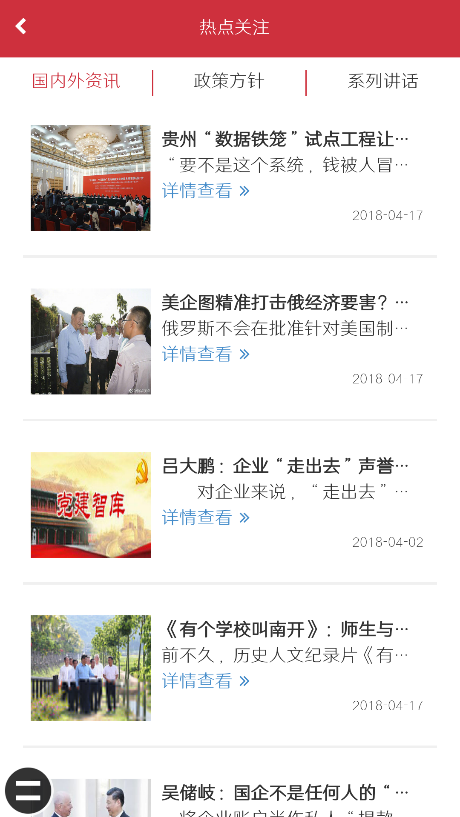 热点关注
国内外资讯
政策方针
系列讲话
贵州“数据铁笼”试点工程让…
“要不是这个系统，钱被人冒…
详情查看 »
2018-04-17
美企图精准打击俄经济要害？…
俄罗斯不会在批准针对美国制…
详情查看 »
2018-04-17
吕大鹏：企业“走出去”声誉…
对企业来说，“走出去”…
党建智库
详情查看 »
2018-04-02
《有个学校叫南开》：师生与…
前不久，历史人文纪录片《有…
详情查看 »
2018-04-17
吴储岐：国企不是任何人的“…
将企业账户当作私人“提款…